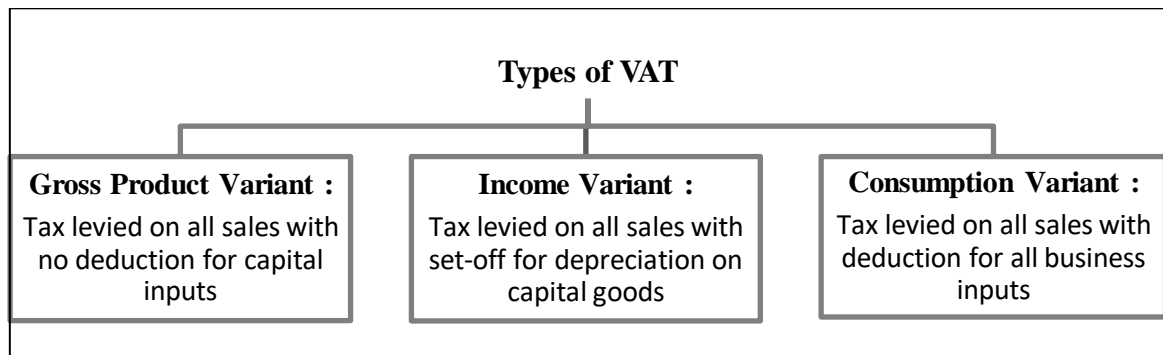 Types of VAT
Gross Product Variant :
Tax levied on all sales with
no deduction for capital
inputs
Income Variant :
Tax levied on all sales with
set-off for depreciation on
capital goods
Consumption Variant :
Tax levied on all sales with
deduction for all business
inputs